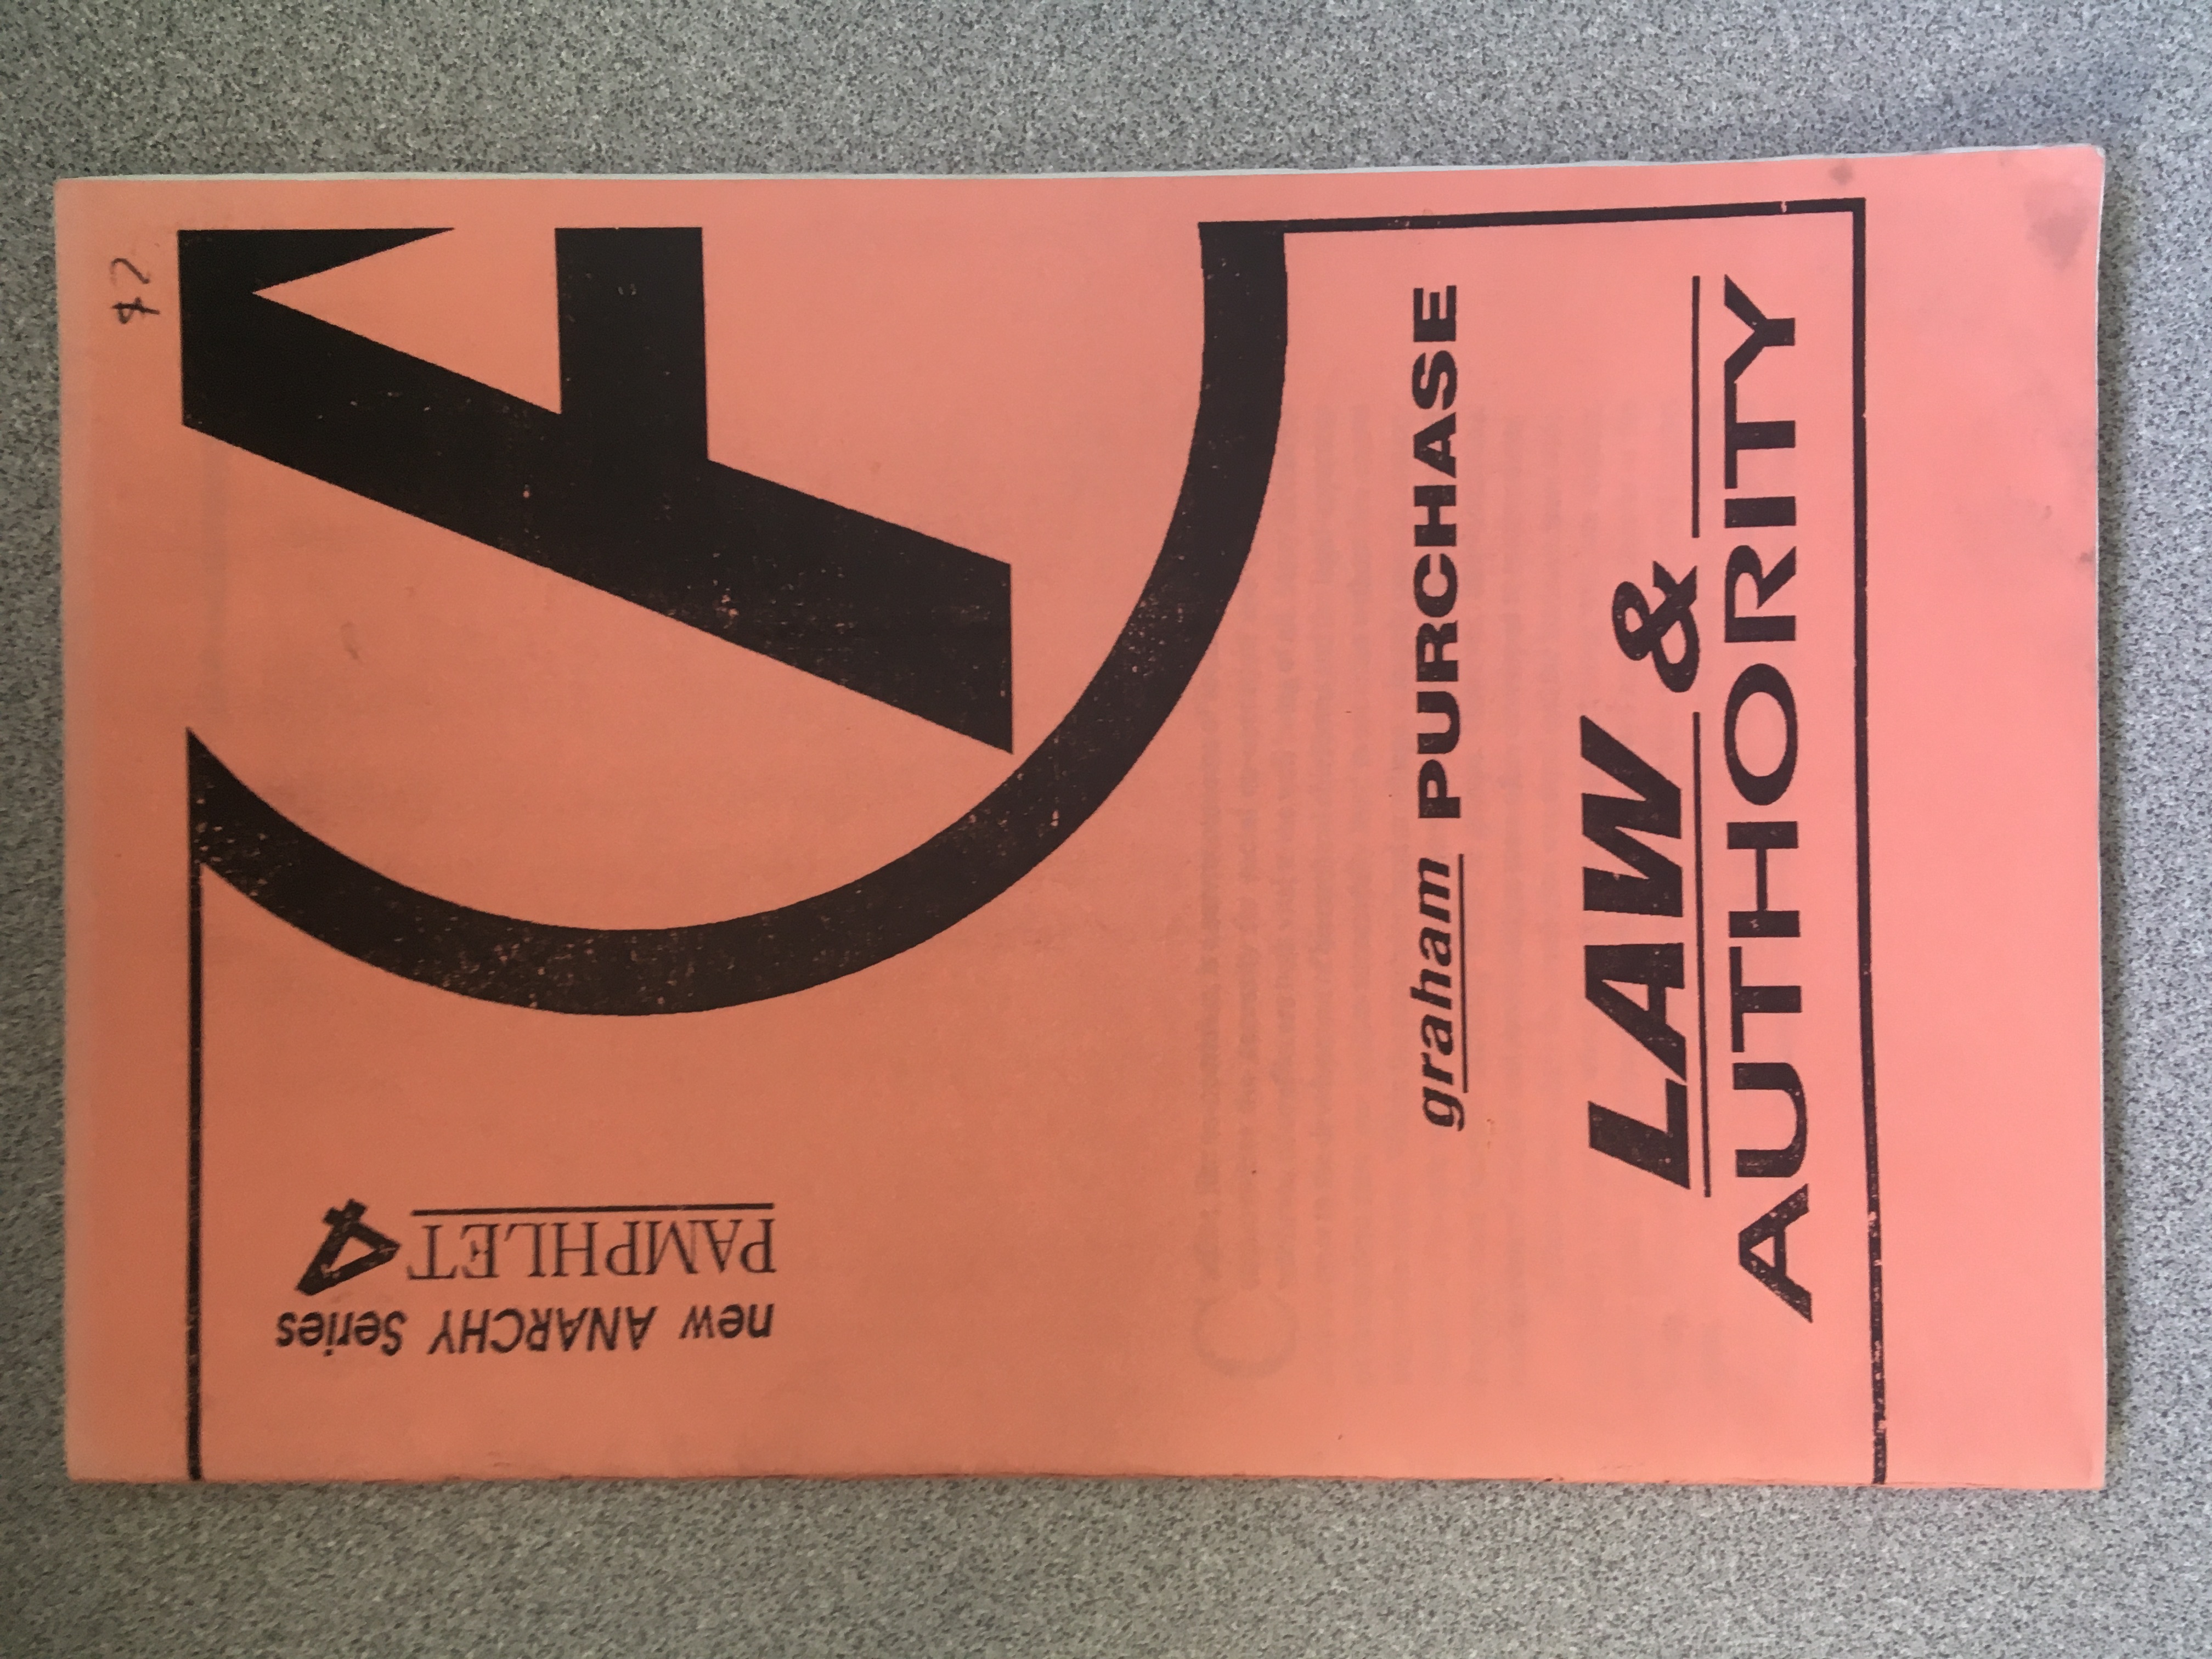 $2
A
new ANARCHY Series
PAMPHLET 4
graham PURCHASE
LAW &
AUTHORITY